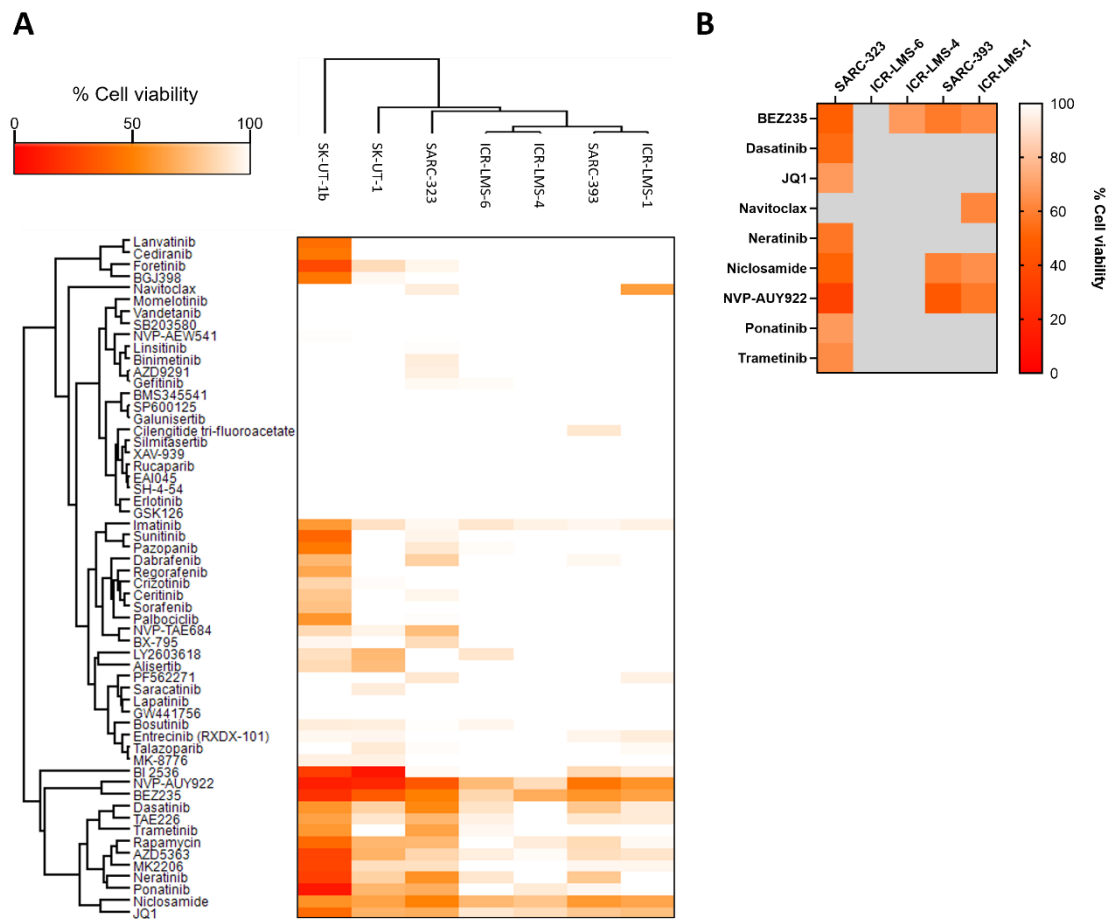 A
% Cell viability
0 50 100
SK-UT-1b
SK-UT-1
SARC-323
ICR-LMS-6
ICR-LMS-4
SARC-393
ICR-LMS-1
Lanvatinib
Cediranib
Foretinib
BGJ398
Navitoclax
Momelotinib
Vandetanib
SB203580
NVP-AEW541
Linsitinib
Binimetinib
AZD9291
Gefitinib
BMS345541
SP600125
Galunisertib
Cilengitide tri-fluoroacetate
Silmitasertib
XAV-939
Rucaparib
EAI045
SH-4-54
Erlotinib
GSK126
Imatinib
Sunitinib
Pazopanib
Dabrafenib
Regorafenib
Crizotinib
Ceritinib
Sorafenib
Palbociclib
NVP-TAE684
BX-795
LY2603618
Alisertib
PF562271
Saracatinib
Lapatinib
GW441756
Bosutinib
Entrecinib (RXDX-101)
Talazoparib
MK-8776
BI 2536
NVP-AUY922
BEZ235
Dasatinib
TAE226
Trametinib
Rapamycin
AZD5363
MK2206
Neratinib
Ponatinib
Niclosamide
JQ1
B
SARC-323
ICR-LMS-6
ICR-LMS-4
SARC-393
ICR-LMS-1
BEZ235
Dasatinib
JQ1
Navitoclax
Neratinib
Niclosamide
NVP-AUY922
Ponatinib
Trametinib
100
80
60
40
20
0
% Cell viability